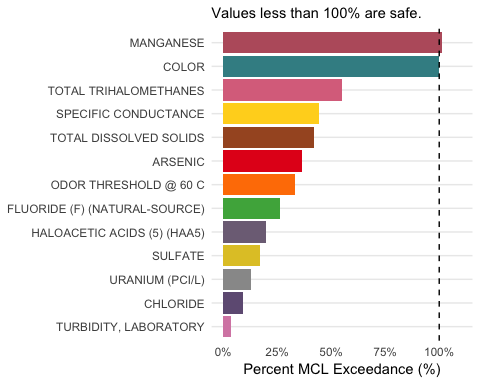 Values less than 100% are safe.
MANGANESE
COLOR
TOTAL TRIHALOMETHANES
SPECIFIC CONDUCTANCE
TOTAL DISSOLVED SOLIDS
ARSENIC
ODOR THRESHOLD @ 60 C
FLUORIDE (F) (NATURAL-SOURCE)
HALOACETIC ACIDS (5) (HAA5)
SULFATE
URANIUM (PCI/L)
CHLORIDE
TURBIDITY, LABORATORY
0% 25% 50% 75% 100%
Percent MCL Exceedance (%)